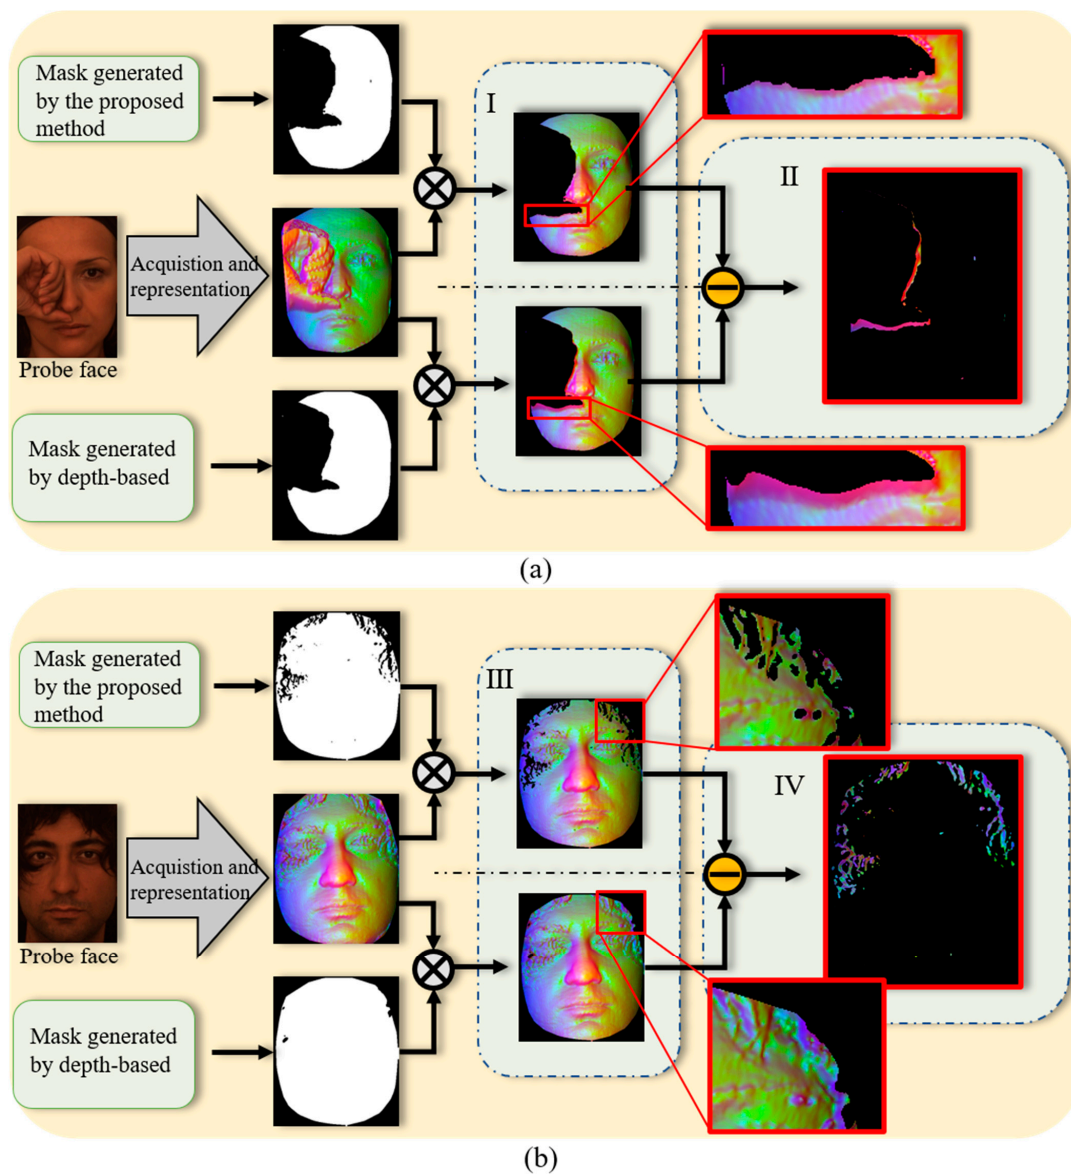 Mask generated
by the proposed
method
I
II
Acquistion and
representation
Probe face
Mask generated
by depth-based
(a)
Mask generated
by the proposed
method
III
IV
Acquistion and
representation
Probe face
Mask generated
by depth-based
(b)